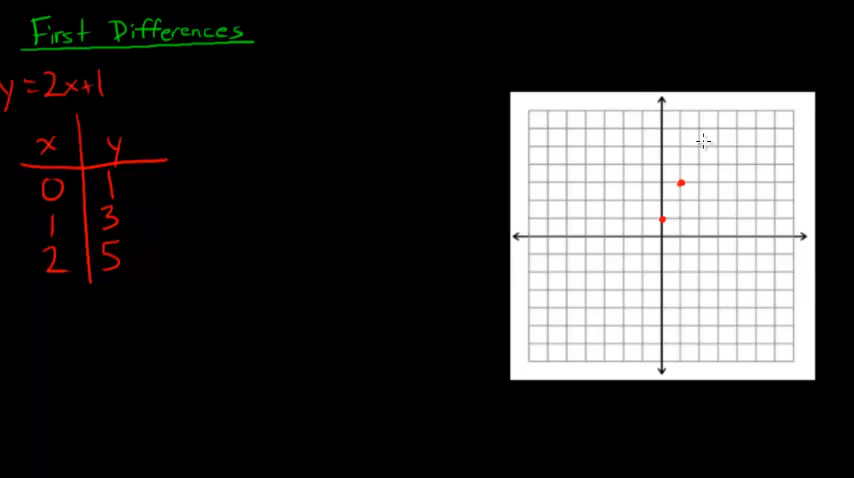 First Differences
y=2x+1
x y
0 1
1 3
2 5